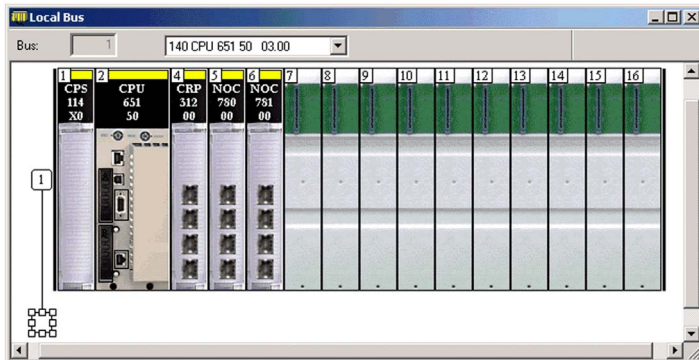 Local Bus
Bus: 1 140 CPU 651 50 03.00
1 2 4 5 6 7 8 9 10 11 12 13 14 15 16
CPS CPU CRP NOC NOC
114 651 312 780 781
X0 50 00 00 00
1